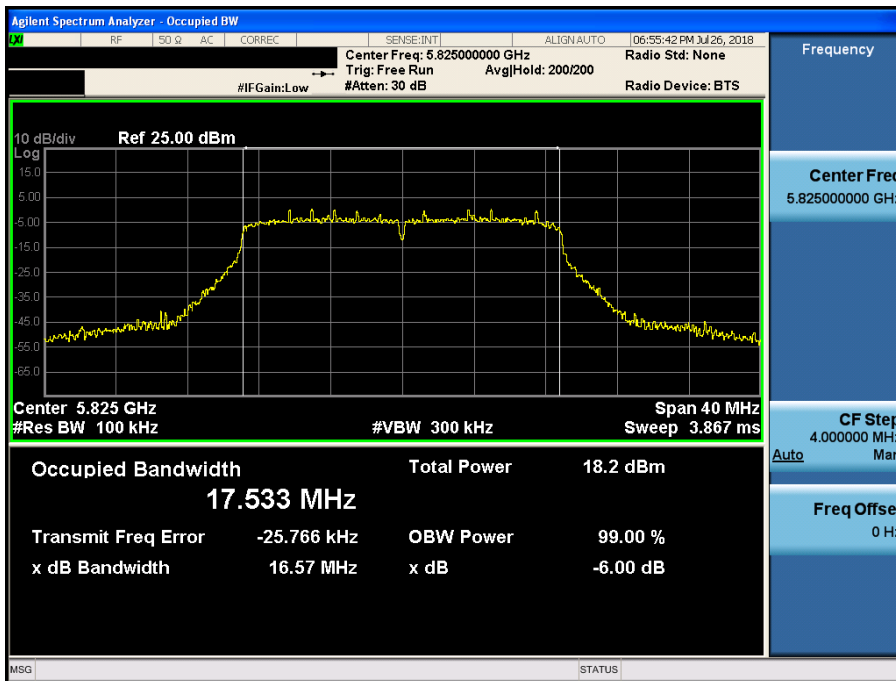 Agilent Spectrum Analyzer - Occupied BW
LXI RF 50 Ω AC CORREC SENSE:INT ALIGNAUTO 06:55:42 PM Jul 26, 2018
Center Freq: 5.825000000 GHz Radio Std: None
Trig: Free Run Avg|Hold: 200/200
#IFGain:Low #Atten: 30 dB Radio Device: BTS
Frequency
10 dB/div Ref 25.00 dBm
Log
15.0
5.00
-5.00
-15.0
-25.0
-35.0
-45.0
-55.0
-65.0
Center 5.825 GHz Span 40 MHz
#Res BW 100 kHz #VBW 300 kHz Sweep 3.867 ms
Occupied Bandwidth Total Power 18.2 dBm
17.533 MHz
Transmit Freq Error -25.766 kHz OBW Power 99.00 %
x dB Bandwidth 16.57 MHz x dB -6.00 dB
Center Freq
5.825000000 GHz
CF Step
4.000000 MHz
Auto Man
Freq Offset
0 Hz
MSG STATUS